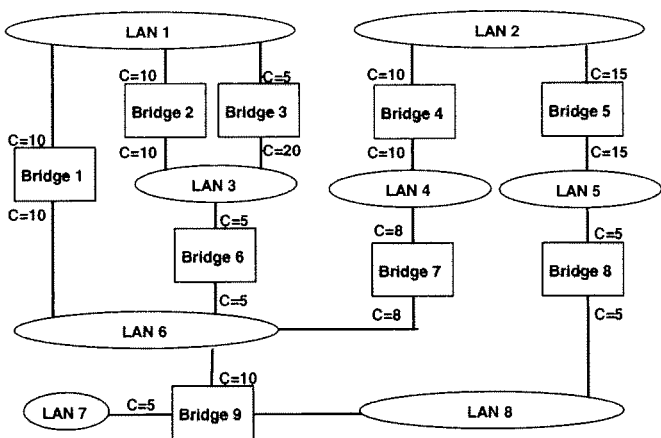 LAN 1
LAN 2
C=10
C=5
C=10
C=15
Bridge 2
Bridge 3
Bridge 4
Bridge 5
C=10
C=10
C=20
C=10
C=15
Bridge 1
LAN 3
LAN 4
LAN 5
C=10
C=5
C=8
C=5
Bridge 6
Bridge 7
Bridge 8
C=5
C=8
C=5
LAN 6
C=10
LAN 7
C=5
Bridge 9
LAN 8